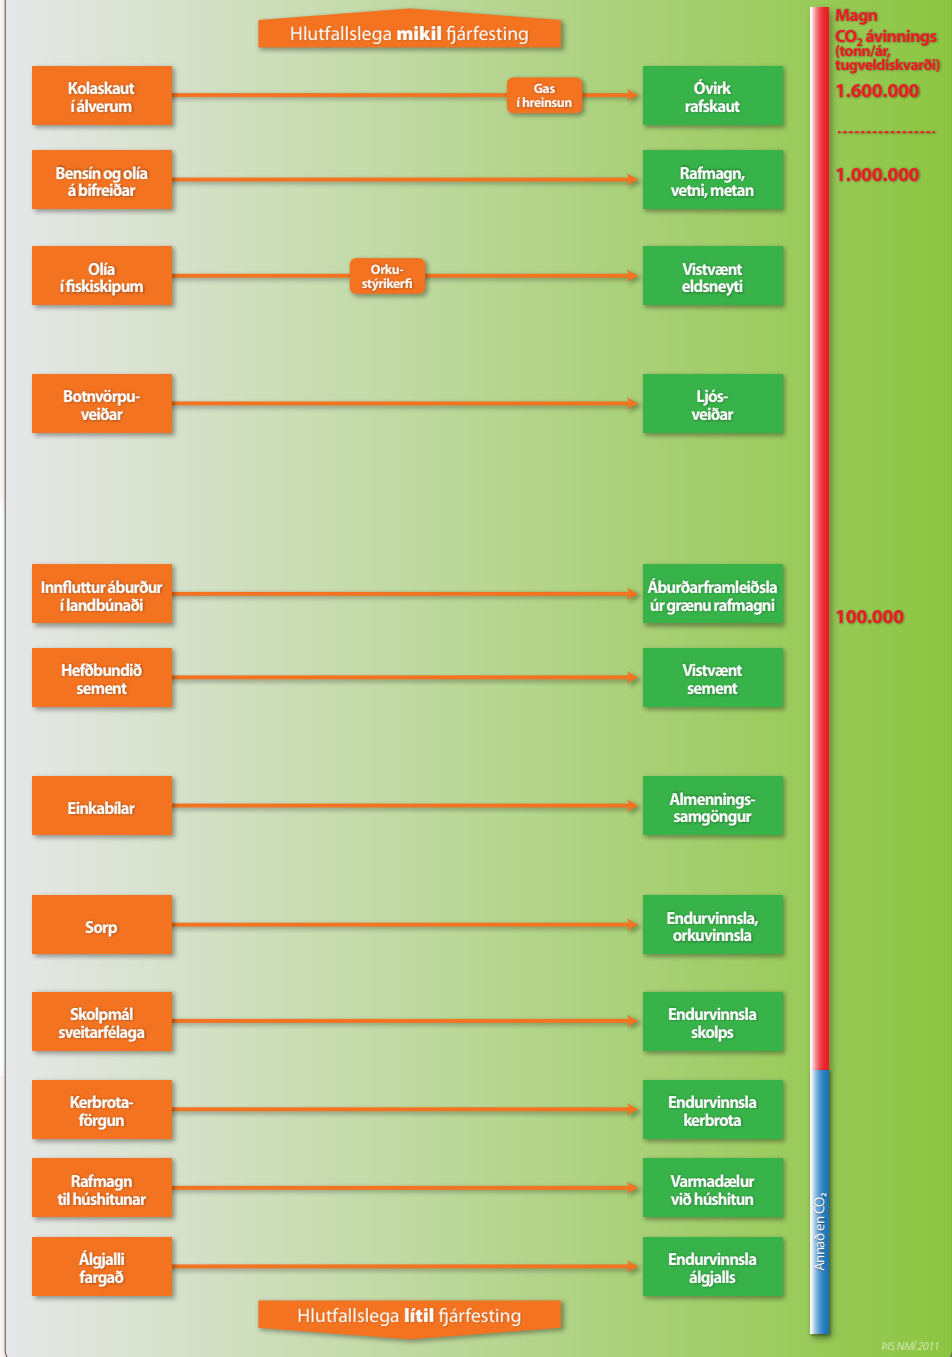 Hlutfallslega mikil fjárfesting
Magn
CO₂ ávinnings
(tonn/ár,
tugveldiskvarði)
Kolaskaut
í álverum
Gas
í hreinsun
Óvirk
rafskaut
1.600.000
Bensín og olía
á bifreiðar
Rafmagn,
vetni, metan
1.000.000
Olía
í fiskiskipum
Orku-
stýrikerfi
Vistvænt
eldsneyti
Botnvörpu-
veiðar
Ljós-
veiðar
Innfluttur áburður
í landbúnaði
Áburðarframleiðsla
úr grænu rafmagni
100.000
Hefðbundið
sement
Vistvænt
sement
Einkabílar
Almennings-
samgöngur
Sorp
Endurvinnsla,
orkuvinnsla
Skolpmál
sveitarfélaga
Endurvinnsla
skolps
Kerbrota-
förgun
Endurvinnsla
kerbrota
Rafmagn
til húshitunar
Varmadælur
við húshitun
Annað en CO₂
Álgjalli
fargað
Endurvinnsla
álgjalls
Hlutfallslega lítil fjárfesting
ÞIS NMÍ 2011